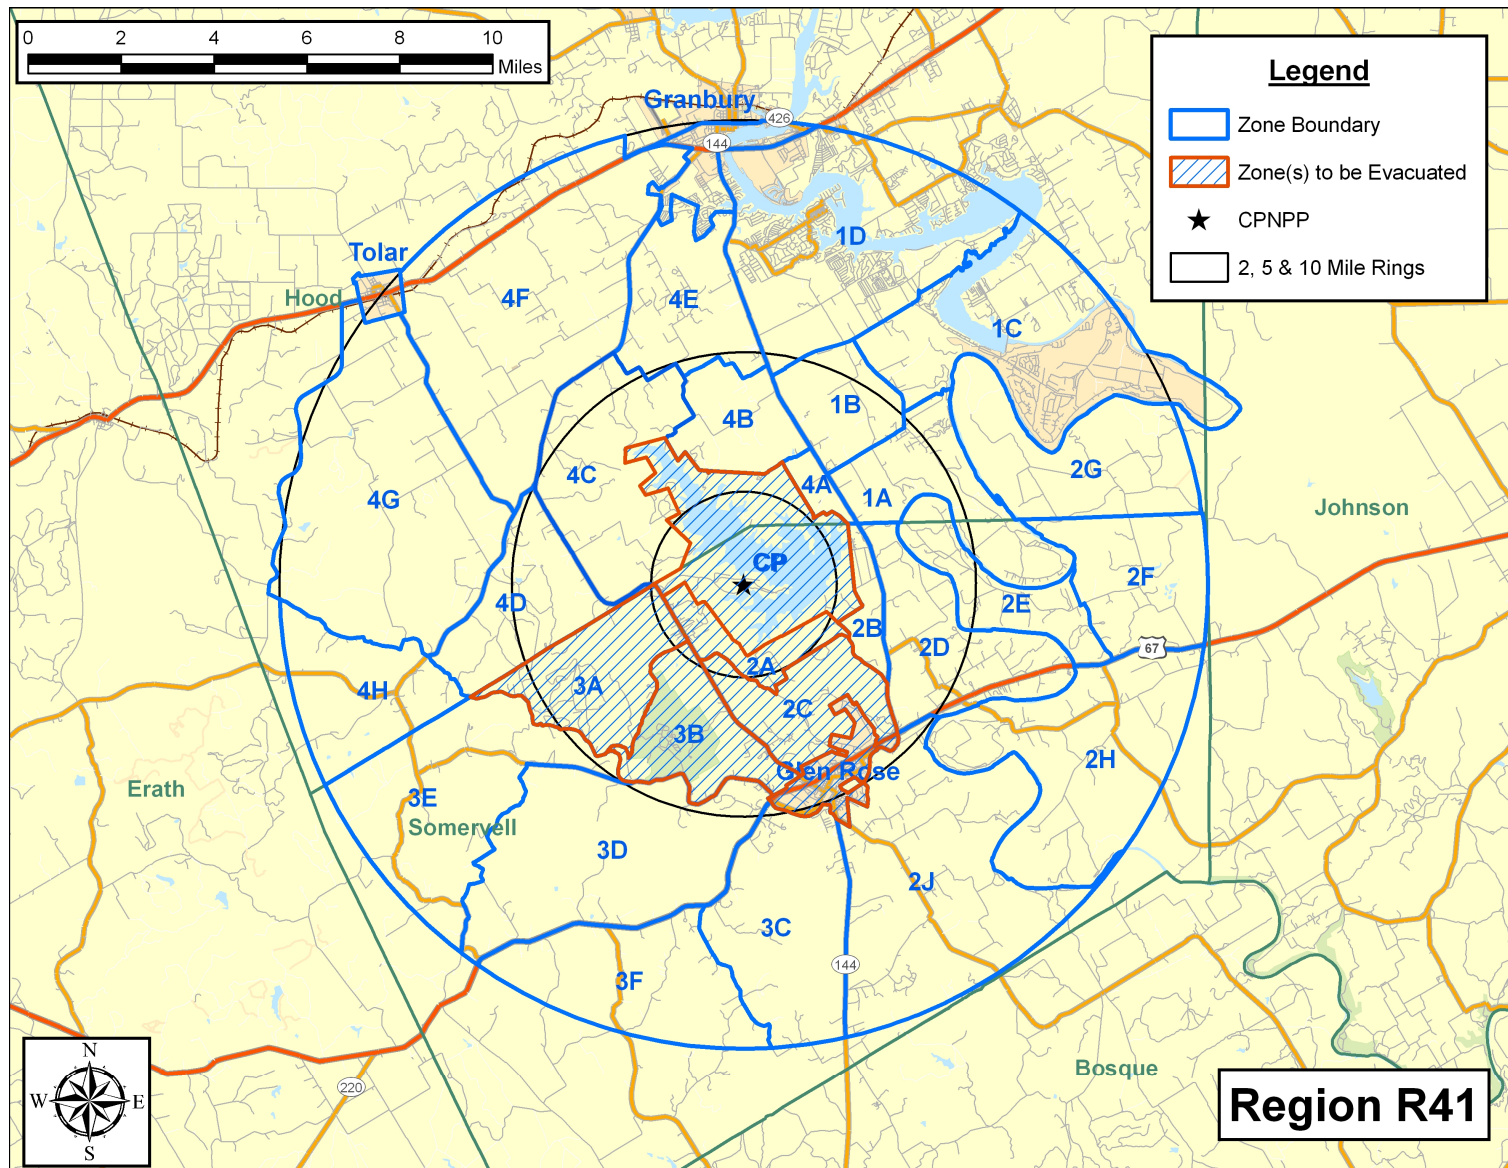 0 2 4 6 8 10
Miles
Legend
Zone Boundary
Zone(s) to be Evacuated
CPNPP
2, 5 & 10 Mile Rings
Granbury
426
144
Tolar
Hood
1D
4F
4E
1C
4B
1B
4C
4G
4A
1A
2G
Johnson
CP
4D
2E
2F
2B
2D
67
2A
3A
4H
2C
3B
2H
Glen Rose
Erath
3E
Somervell
3D
2J
3C
144
3F
Bosque
220
N
W E
S
Region R41